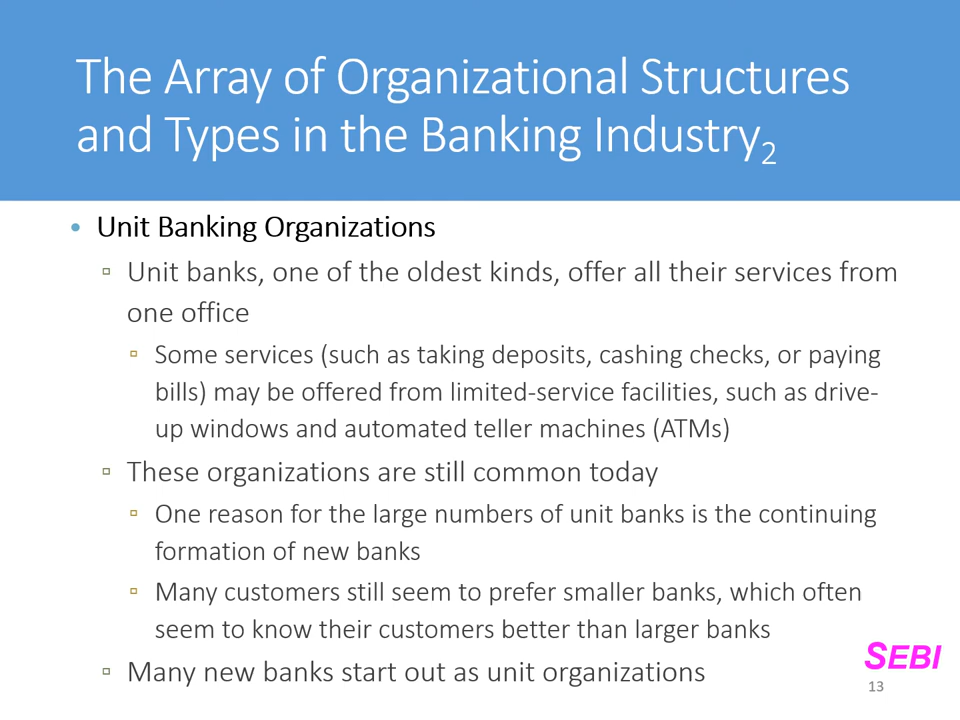 The Array of Organizational Structures
and Types in the Banking Industry2
• Unit Banking Organizations
▫ Unit banks, one of the oldest kinds, offer all their services from
one office
▫ Some services (such as taking deposits, cashing checks, or paying
bills) may be offered from limited-service facilities, such as drive-
up windows and automated teller machines (ATMs)
▫ These organizations are still common today
▫ One reason for the large numbers of unit banks is the continuing
formation of new banks
▫ Many customers still seem to prefer smaller banks, which often
seem to know their customers better than larger banks
▫ Many new banks start out as unit organizations
SEBI
13